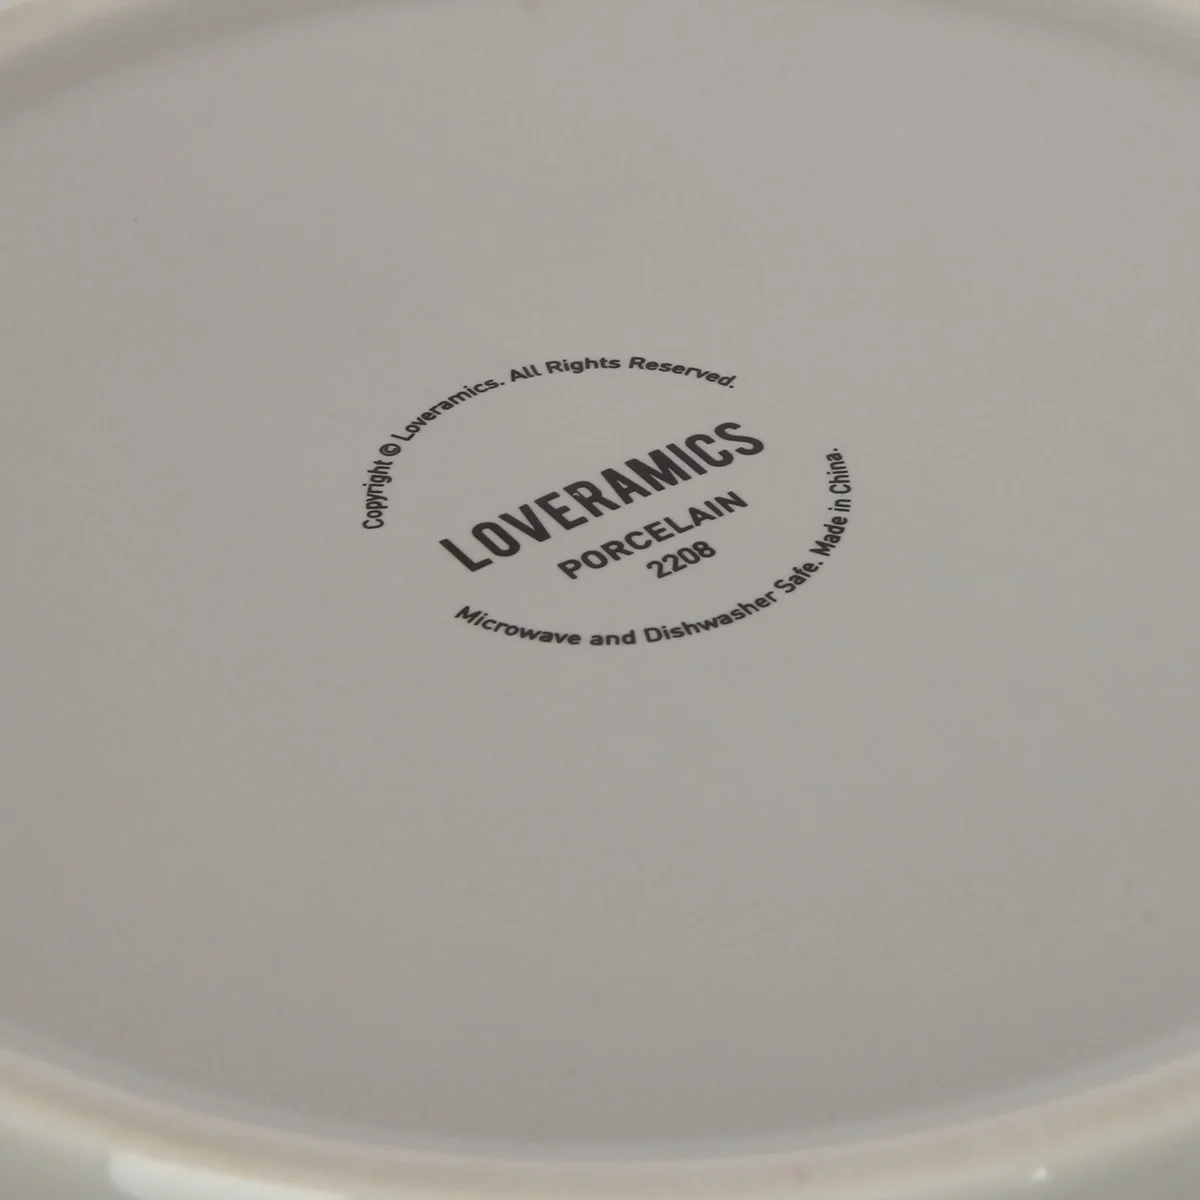 Copyright © Loveramics. All Rights Reserved.
LOVERAMICS
PORCELAIN
2208
Microwave and Dishwasher Safe. Made in China.